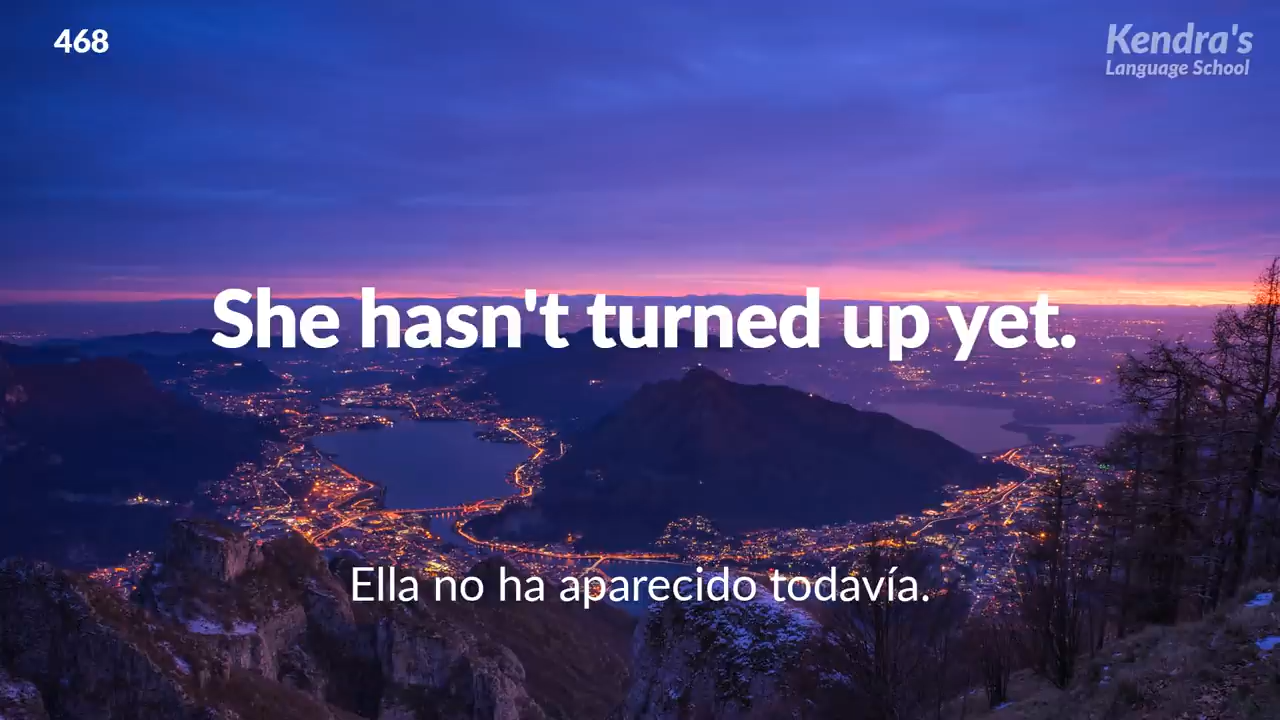 468
Kendra's
Language School
She hasn't turned up yet.
Ella no ha aparecido todavía.